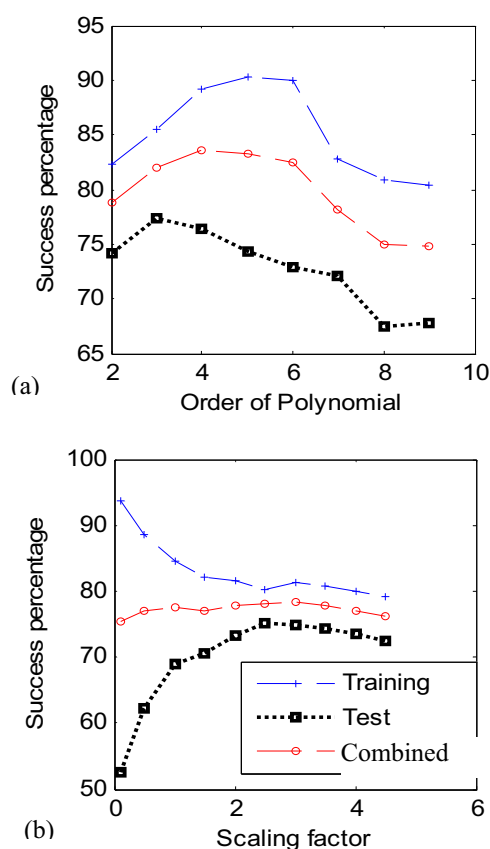 95
90
85
80
75
70
65
Success percentage
2 4 6 8 10
Order of Polynomial
(a)
100
90
80
70
60
50
Success percentage
Training
Test
Combined
0 2 4 6
Scaling factor
(b)